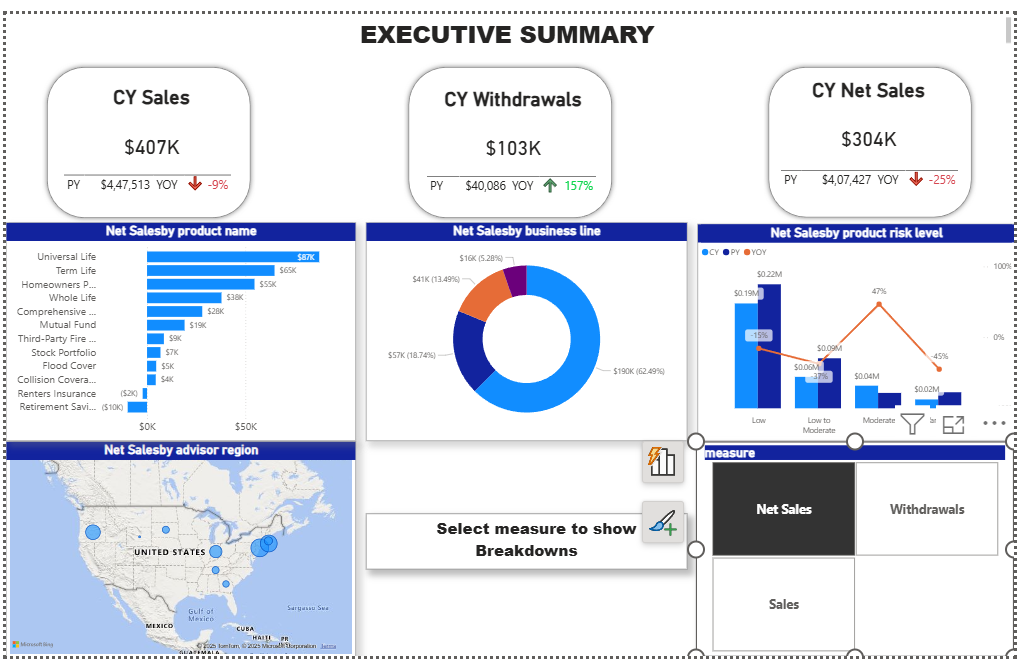 EXECUTIVE SUMMARY
CY Sales
$407K
PY $4,47,513 YOY -9%
CY Withdrawals
$103K
PY $40,086 YOY 157%
CY Net Sales
$304K
PY $4,07,427 YOY -25%
Net Salesby product name
Universal Life $87K
Term Life $65K
Homeowners P... $55K
Whole Life $38K
Comprehensive ... $28K
Mutual Fund $19K
Third-Party Fire ... $9K
Stock Portfolio $7K
Flood Cover $5K
Collision Covera... $4K
Renters Insurance ($2K)
Retirement Savi... ($10K)
$0K $50K
Net Salesby business line
$16K (5.28%)
$41K (13.49%)
$57K (18.74%)
$190K (62.49%)
Net Salesby product risk level
CY PY YOY
100%
$0.22M
$0.19M
47%
0%
-15%
$0.09M
$0.06M
-37%
-45%
$0.04M
$0.02M
Low
Low to
Moderate
Moderate
Net Salesby advisor region
UNITED STATES
Gulf of
Mexico
Sargasso Sea
MEXICO
CUBA
HAITI
PR
GUATEMALA
Microsoft Bing
© 2025 TomTom, © 2025 Microsoft Corporation Terms
Select measure to show
Breakdowns
measure
Net Sales
Withdrawals
Sales